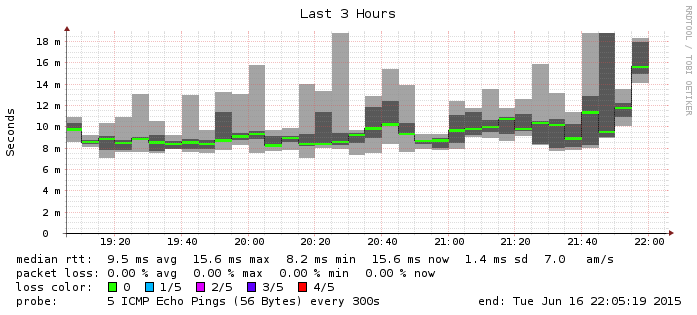 Last 3 Hours
RRDTOOL / TOBI OETIKER
Seconds
18 m
16 m
14 m
12 m
10 m
8 m
6 m
4 m
2 m
0
19:20 19:40 20:00 20:20 20:40 21:00 21:20 21:40 22:00
median rtt: 9.5 ms avg 15.6 ms max 8.2 ms min 15.6 ms now 1.4 ms sd 7.0 am/s
packet loss: 0.00 % avg 0.00 % max 0.00 % min 0.00 % now
loss color: 0 1/5 2/5 3/5 4/5
probe: 5 ICMP Echo Pings (56 Bytes) every 300s end: Tue Jun 16 22:05:19 2015